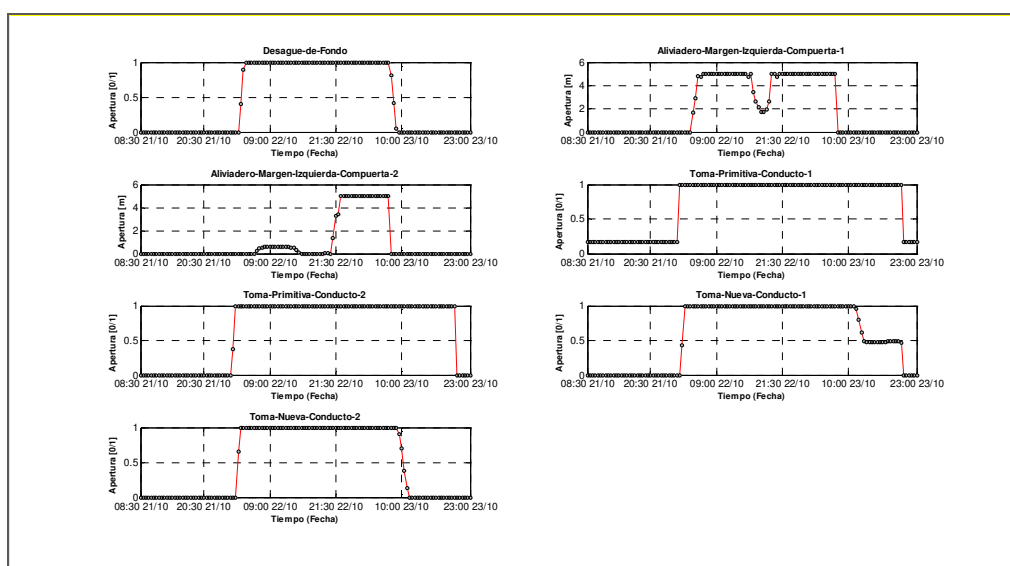 Desague-de-Fondo
1
0.5
0
Apertura [0/1]
08:30 21/10 20:30 21/10 09:00 22/10 21:30 22/10 10:00 23/10 23:00 23/10
Tiempo (Fecha)
Aliviadero-Margen-Izquierda-Compuerta-1
6
4
2
0
Apertura [m]
08:30 21/10 20:30 21/10 09:00 22/10 21:30 22/10 10:00 23/10 23:00 23/10
Tiempo (Fecha)
Aliviadero-Margen-Izquierda-Compuerta-2
6
4
2
0
Apertura [m]
08:30 21/10 20:30 21/10 09:00 22/10 21:30 22/10 10:00 23/10 23:00 23/10
Tiempo (Fecha)
Toma-Primitiva-Conducto-1
1
0.5
0
Apertura [0/1]
08:30 21/10 20:30 21/10 09:00 22/10 21:30 22/10 10:00 23/10 23:00 23/10
Tiempo (Fecha)
Toma-Primitiva-Conducto-2
1
0.5
0
Apertura [0/1]
08:30 21/10 20:30 21/10 09:00 22/10 21:30 22/10 10:00 23/10 23:00 23/10
Tiempo (Fecha)
Toma-Nueva-Conducto-1
1
0.5
0
Apertura [0/1]
08:30 21/10 20:30 21/10 09:00 22/10 21:30 22/10 10:00 23/10 23:00 23/10
Tiempo (Fecha)
Toma-Nueva-Conducto-2
1
0.5
0
Apertura [0/1]
08:30 21/10 20:30 21/10 09:00 22/10 21:30 22/10 10:00 23/10 23:00 23/10
Tiempo (Fecha)